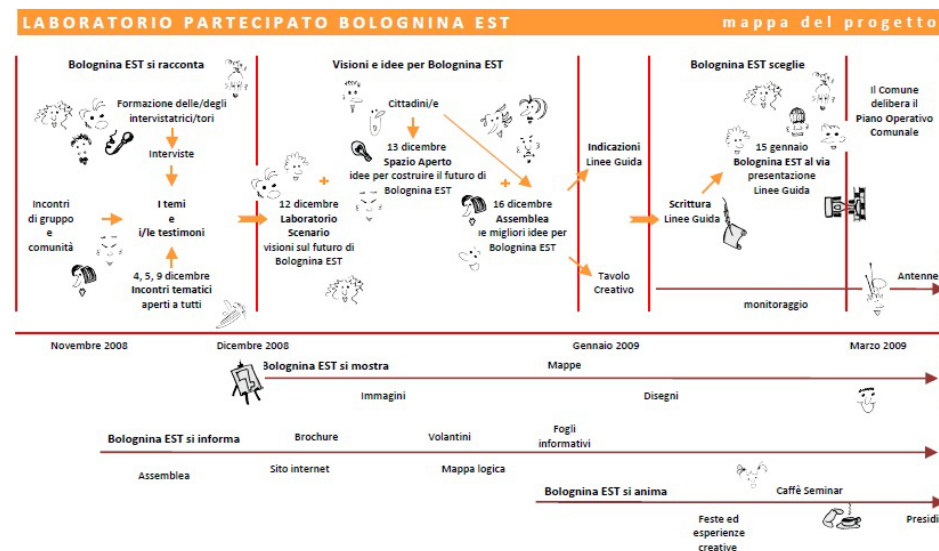 LABORATORIO PARTECIPATO BOLOGNINA EST
mappa del progetto
Bolognina EST si racconta
Formazione delle/degli
intervistatrici/tori
Interviste
Incontri
di gruppo
e
comunità
I temi
e
i/le testimoni
4, 5, 9 dicembre
Incontri tematici
aperti a tutti
Visioni e idee per Bolognina EST
Cittadini/e
13 dicembre
Spazio Aperto
idee per costruire il futuro di
Bolognina EST
+
12 dicembre
Laboratorio
Scenario
visioni sul futuro di
Bolognina EST
+
16 dicembre
Assemblea
e migliori idee per
Bolognina EST
Indicazioni
Linee Guida
Tavolo
Creativo
Bolognina EST sceglie
15 gennaio
Bolognina EST al via
presentazione
Linee Guida
Scrittura
Linee Guida
Il Comune
delibera il
Piano Operativo
Comunale
Antenne
monitoraggio
Novembre 2008
Dicembre 2008
Gennaio 2009
Marzo 2009
Bolognina EST si mostra
Mappe
Immagini
Disegni
Bolognina EST si informa
Brochure
Volantini
Fogli
informativi
Assemblea
Sito internet
Mappa logica
Bolognina EST si anima
Caffè Seminar
Feste ed
esperienze
creative
Presidi